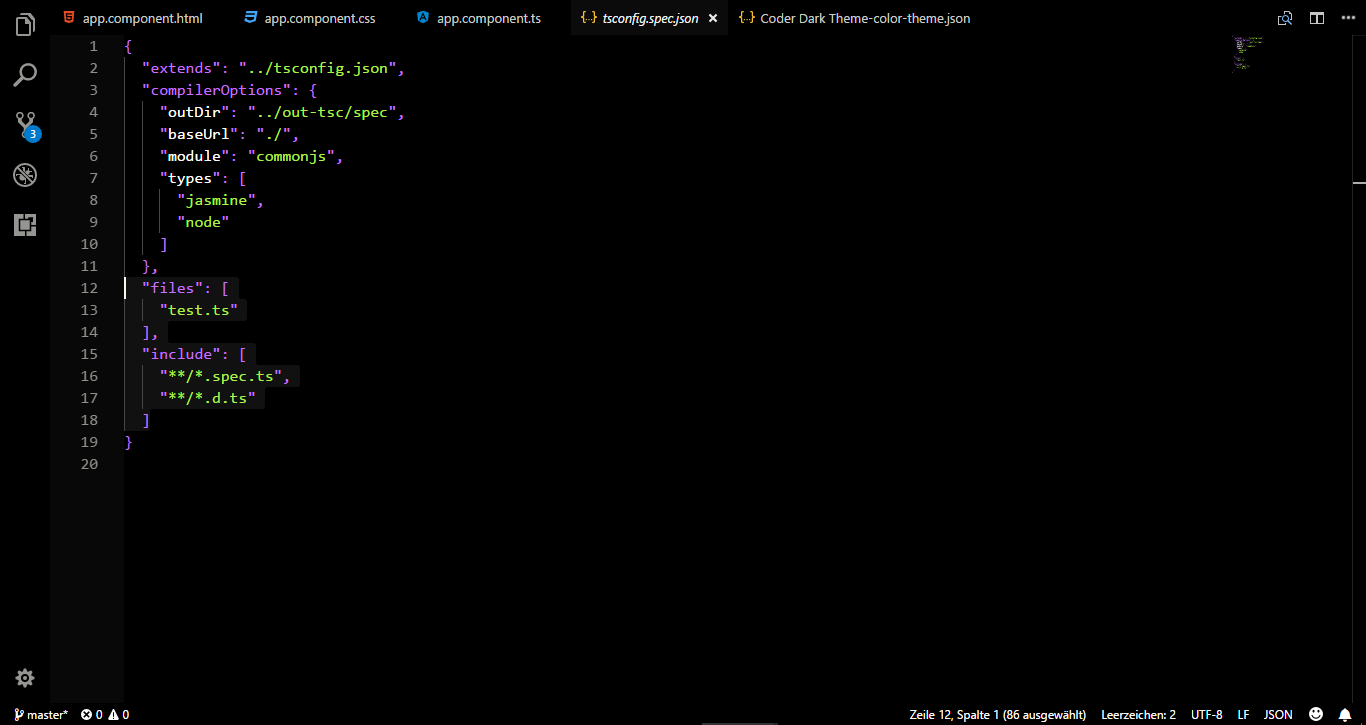 app.component.html app.component.css app.component.ts tsconfig.spec.json Coder Dark Theme-color-theme.json
1 {
2 "extends": "../tsconfig.json",
3 "compilerOptions": {
4 "outDir": "../out-tsc/spec",
5 "baseUrl": "./",
6 "module": "commonjs",
7 "types": [
8 "jasmine",
9 "node"
10 ]
11 },
12 "files": [
13 "test.ts"
14 ],
15 "include": [
16 "**/*.spec.ts",
17 "**/*.d.ts"
18 ]
19 }
20
3
master* 0 0 Zeile 12, Spalte 1 (86 ausgewählt) Leerzeichen: 2 UTF-8 LF JSON